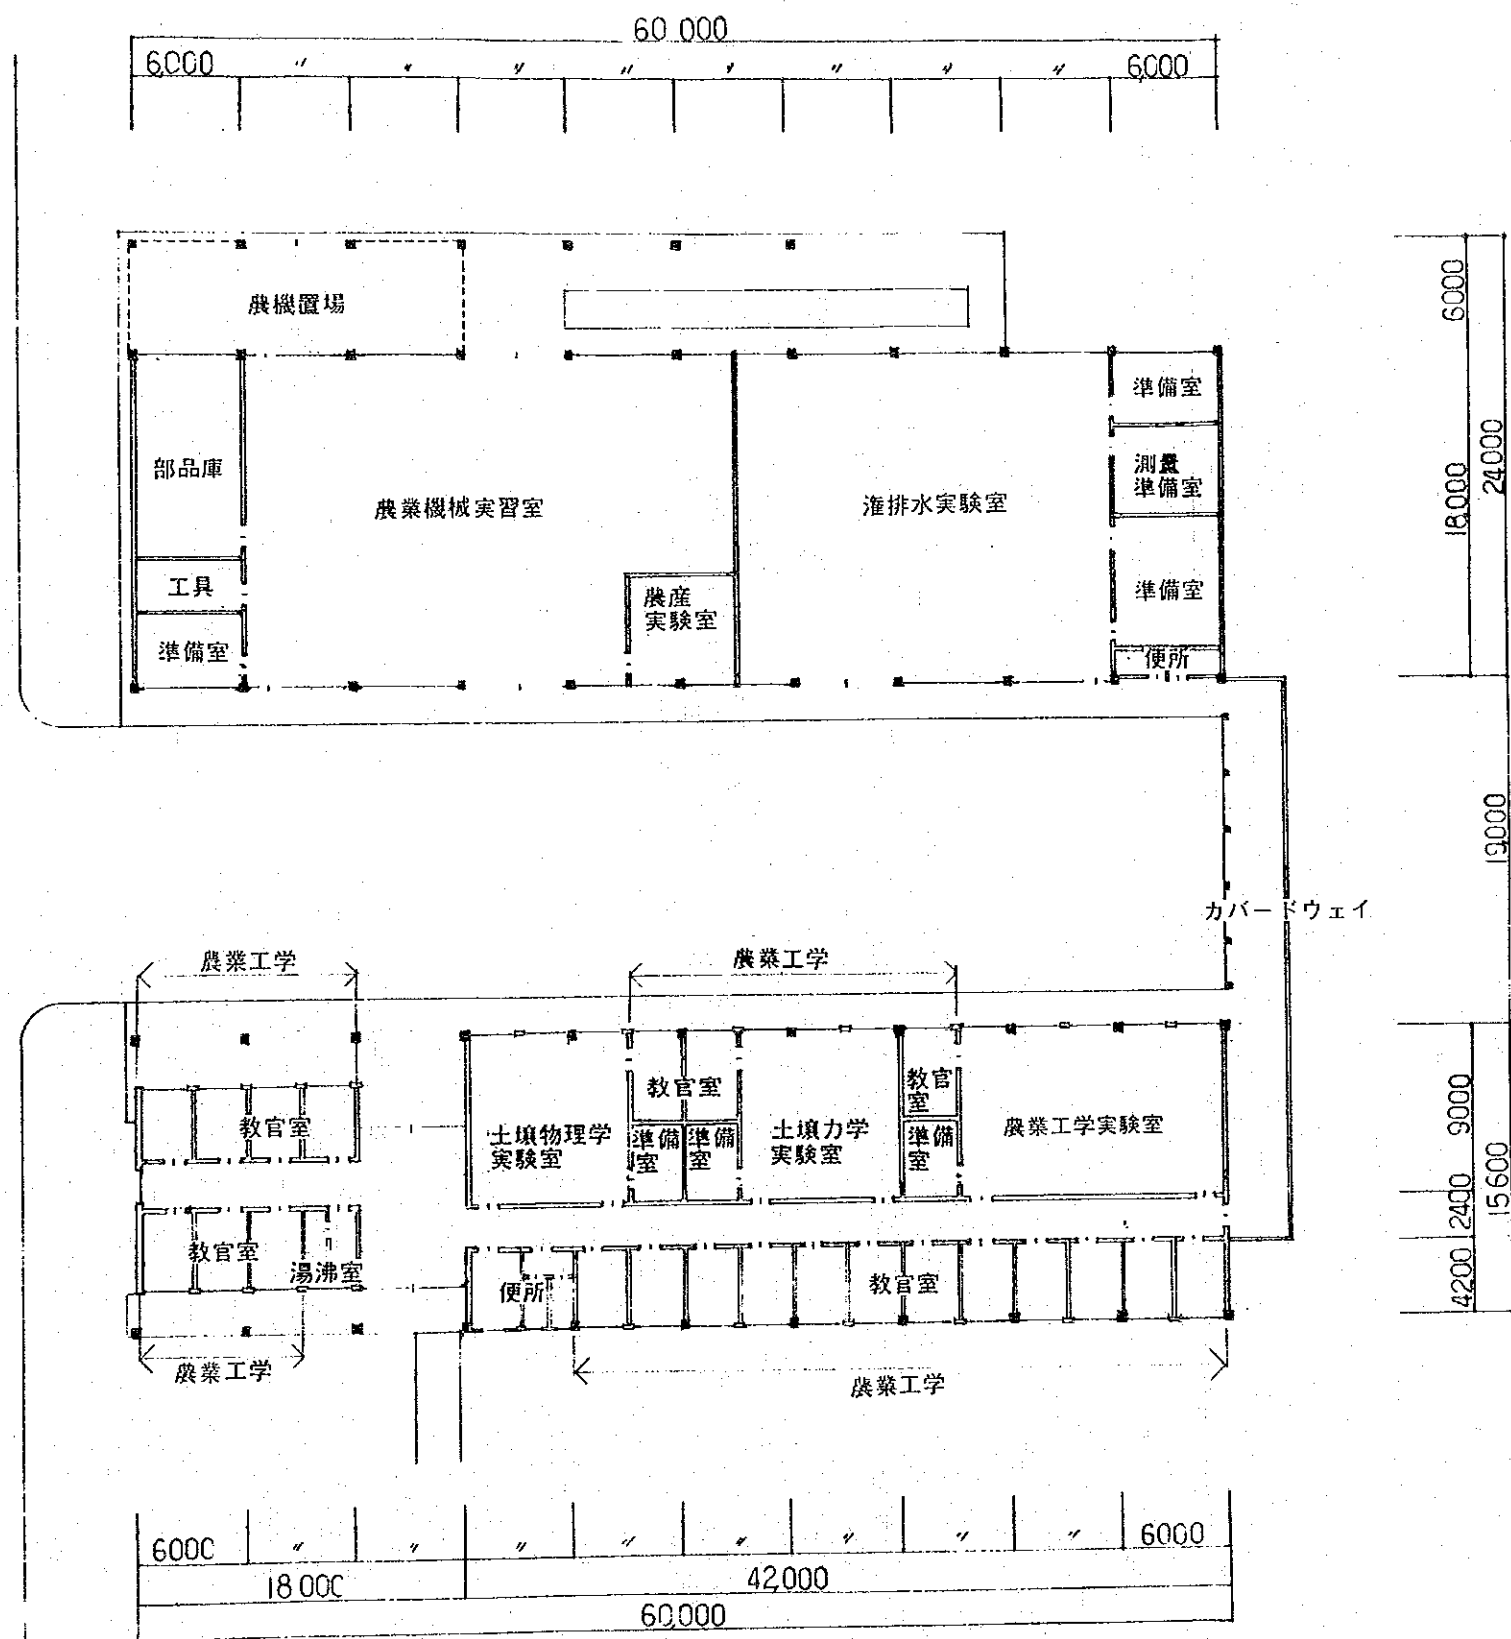 60 000
6,000 〃 〃 〃 〃 〃 〃 〃 〃 6,000
農機置場
6000
24000
18000
準備室
測量
準備室
部品庫
農業機械実習室
潅排水実験室
工具
農産
実験室
準備室
準備室
便所
19000
カバードウェイ
農業工学
農業工学
教官室
教官室
教官
室
土壌物理学
実験室
準備
室
準備
室
土壌力学
実験室
準備
室
農業工学実験室
9000
15600
2400
4200
教官室
湯沸室
便所
教官室
農業工学
農業工学
6000 〃 〃 〃 〃 〃 〃 〃 〃 6000
18 000
42,000
60,000